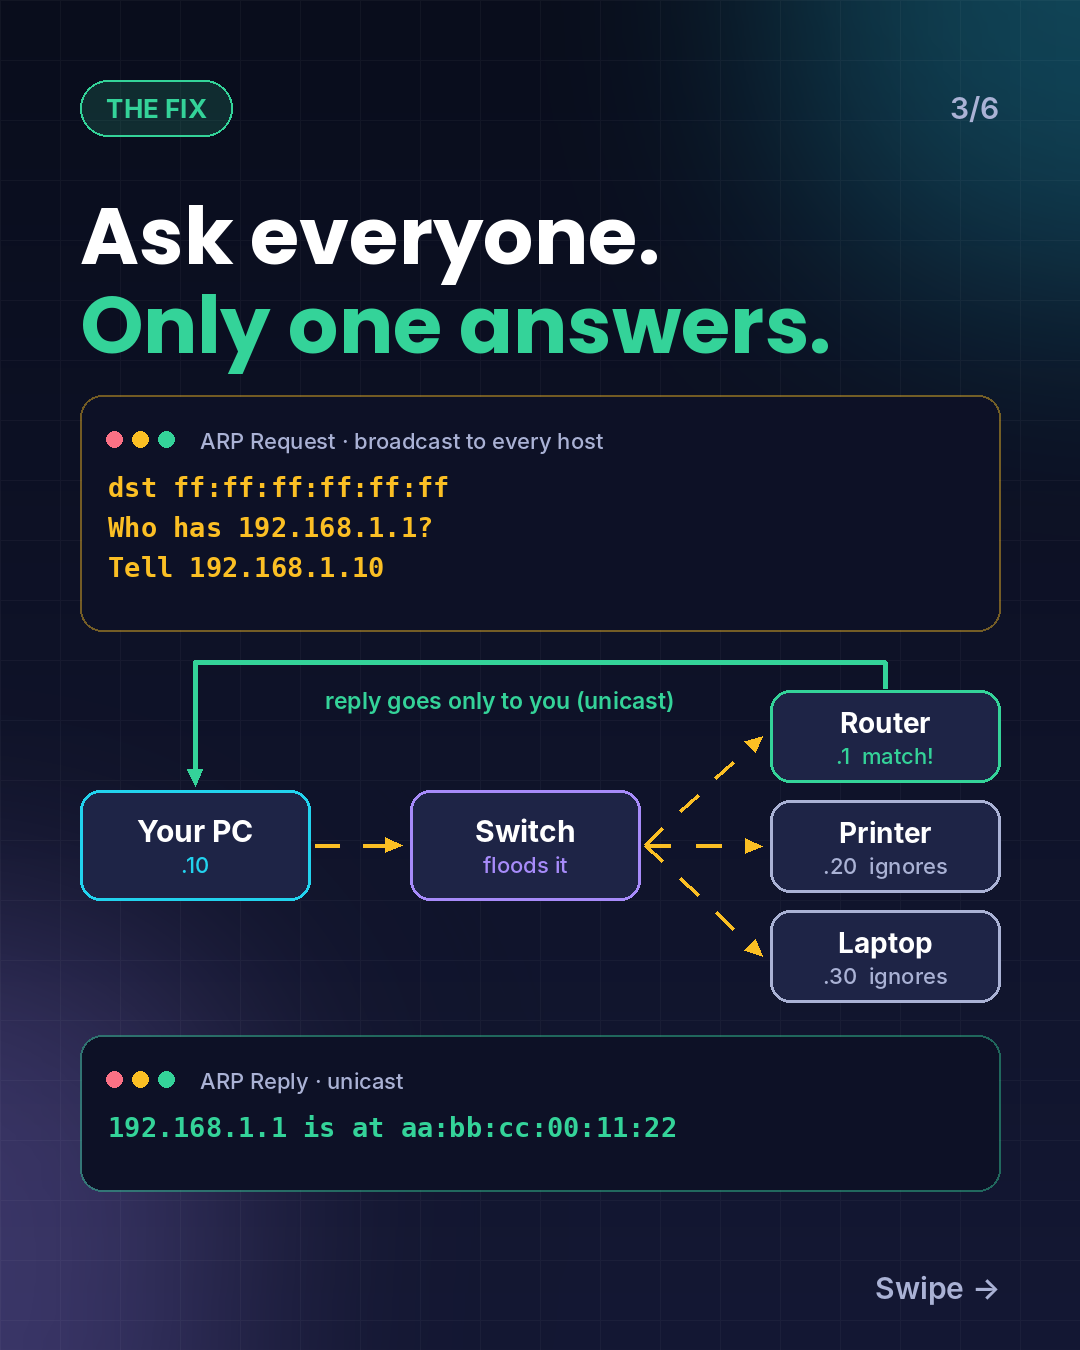 THE FIX
3/6
Ask everyone.
Only one answers.
ARP Request · broadcast to every host
dst ff:ff:ff:ff:ff:ff
Who has 192.168.1.1?
Tell 192.168.1.10
reply goes only to you (unicast)
Router
.1 match!
Your PC
.10
Switch
floods it
Printer
.20 ignores
Laptop
.30 ignores
ARP Reply · unicast
192.168.1.1 is at aa:bb:cc:00:11:22
Swipe →